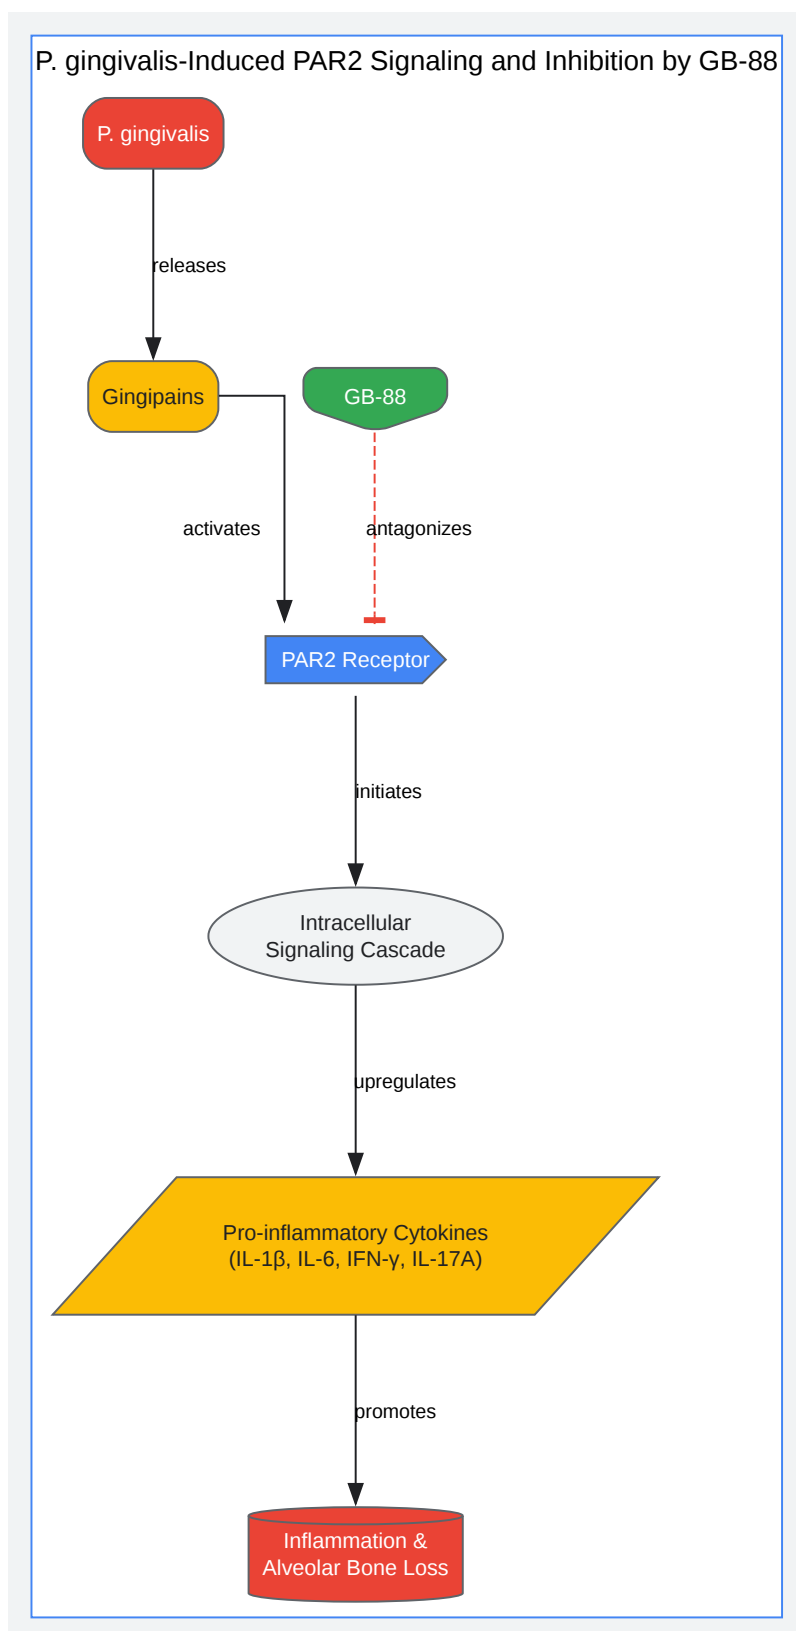 P. gingivalis-Induced PAR2 Signaling and Inhibition by GB-88
P. gingivalis
releases
Gingipains
GB-88
activates
antagonizes
PAR2 Receptor
initiates
Intracellular
Signaling Cascade
upregulates
Pro-inflammatory Cytokines
(IL-1β, IL-6, IFN-γ, IL-17A)
promotes
Inflammation &
Alveolar Bone Loss